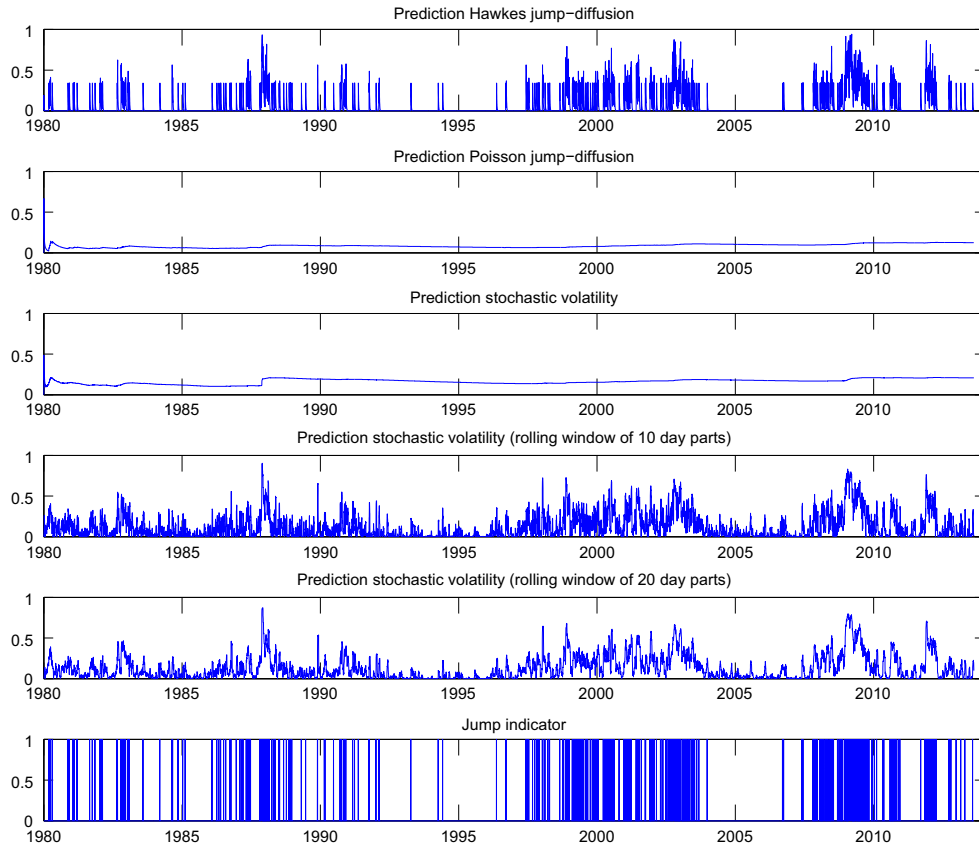 Prediction Hawkes jump−diffusion
1
0.5
0
1980 1985 1990 1995 2000 2005 2010
Prediction Poisson jump−diffusion
1
0.5
0
1980 1985 1990 1995 2000 2005 2010
Prediction stochastic volatility
1
0.5
0
1980 1985 1990 1995 2000 2005 2010
Prediction stochastic volatility (rolling window of 10 day parts)
1
0.5
0
1980 1985 1990 1995 2000 2005 2010
Prediction stochastic volatility (rolling window of 20 day parts)
1
0.5
0
1980 1985 1990 1995 2000 2005 2010
Jump indicator
1
0.5
0
1980 1985 1990 1995 2000 2005 2010